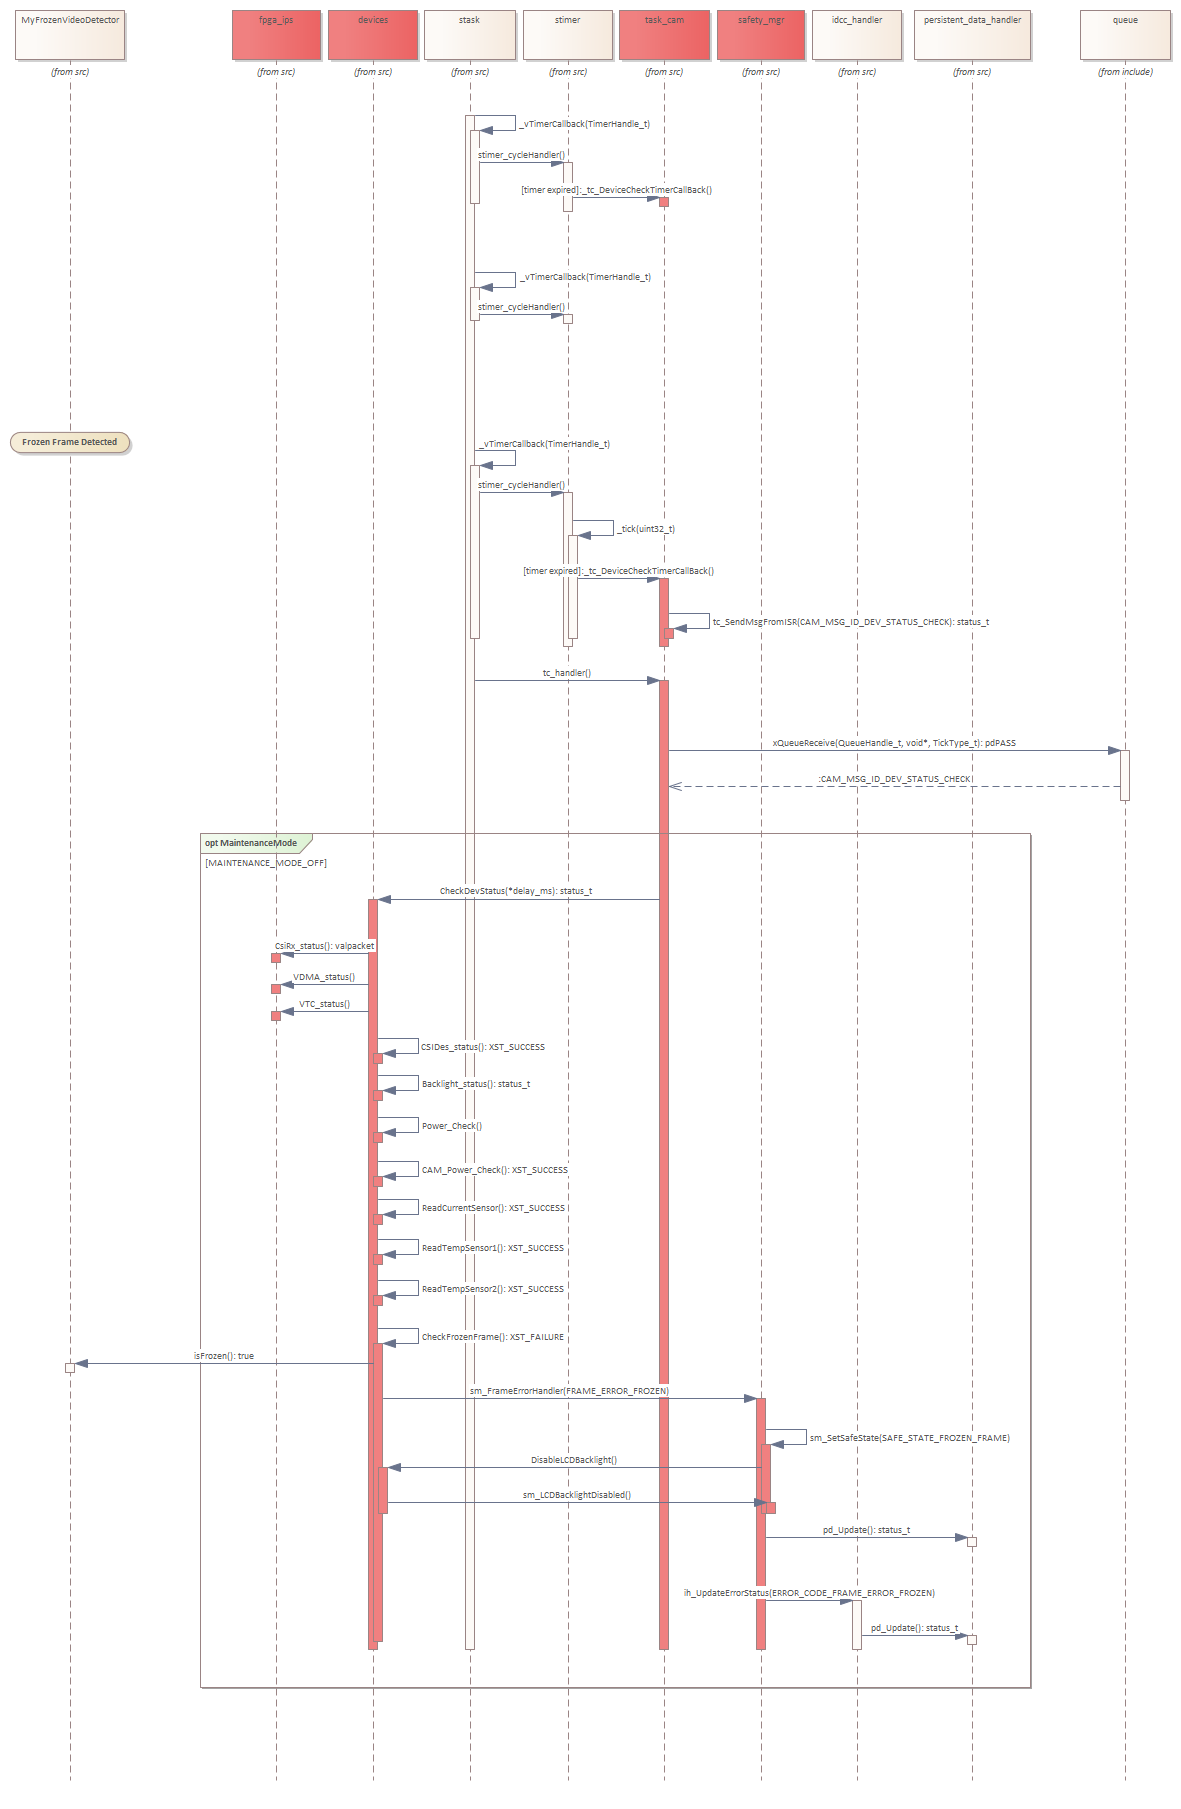 MyFrozenVideoDetector
fpga_ips
devices
stask
stimer
task_cam
safety_mgr
idcc_handler
persistent_data_handler
queue
(from src)
(from src)
(from src)
(from src)
(from src)
(from src)
(from src)
(from src)
(from src)
(from include)
_vTimerCallback(TimerHandle_t)
stimer_cycleHandler()
[timer expired]:_tc_DeviceCheckTimerCallBack()
_vTimerCallback(TimerHandle_t)
stimer_cycleHandler()
Frozen Frame Detected
_vTimerCallback(TimerHandle_t)
stimer_cycleHandler()
_tick(uint32_t)
[timer expired]:_tc_DeviceCheckTimerCallBack()
tc_SendMsgFromISR(CAM_MSG_ID_DEV_STATUS_CHECK): status_t
tc_handler()
xQueueReceive(QueueHandle_t, void*, TickType_t): pdPASS
:CAM_MSG_ID_DEV_STATUS_CHECK
opt MaintenanceMode
[MAINTENANCE_MODE_OFF]
CheckDevStatus(*delay_ms): status_t
CsiRx_status(): valpacket
VDMA_status()
VTC_status()
CSIDes_status(): XST_SUCCESS
Backlight_status(): status_t
Power_Check()
CAM_Power_Check(): XST_SUCCESS
ReadCurrentSensor(): XST_SUCCESS
ReadTempSensor1(): XST_SUCCESS
ReadTempSensor2(): XST_SUCCESS
CheckFrozenFrame(): XST_FAILURE
isFrozen(): true
sm_FrameErrorHandler(FRAME_ERROR_FROZEN)
sm_SetSafeState(SAFE_STATE_FROZEN_FRAME)
DisableLCDBacklight()
sm_LCDBacklightDisabled()
pd_Update(): status_t
ih_UpdateErrorStatus(ERROR_CODE_FRAME_ERROR_FROZEN)
pd_Update(): status_t